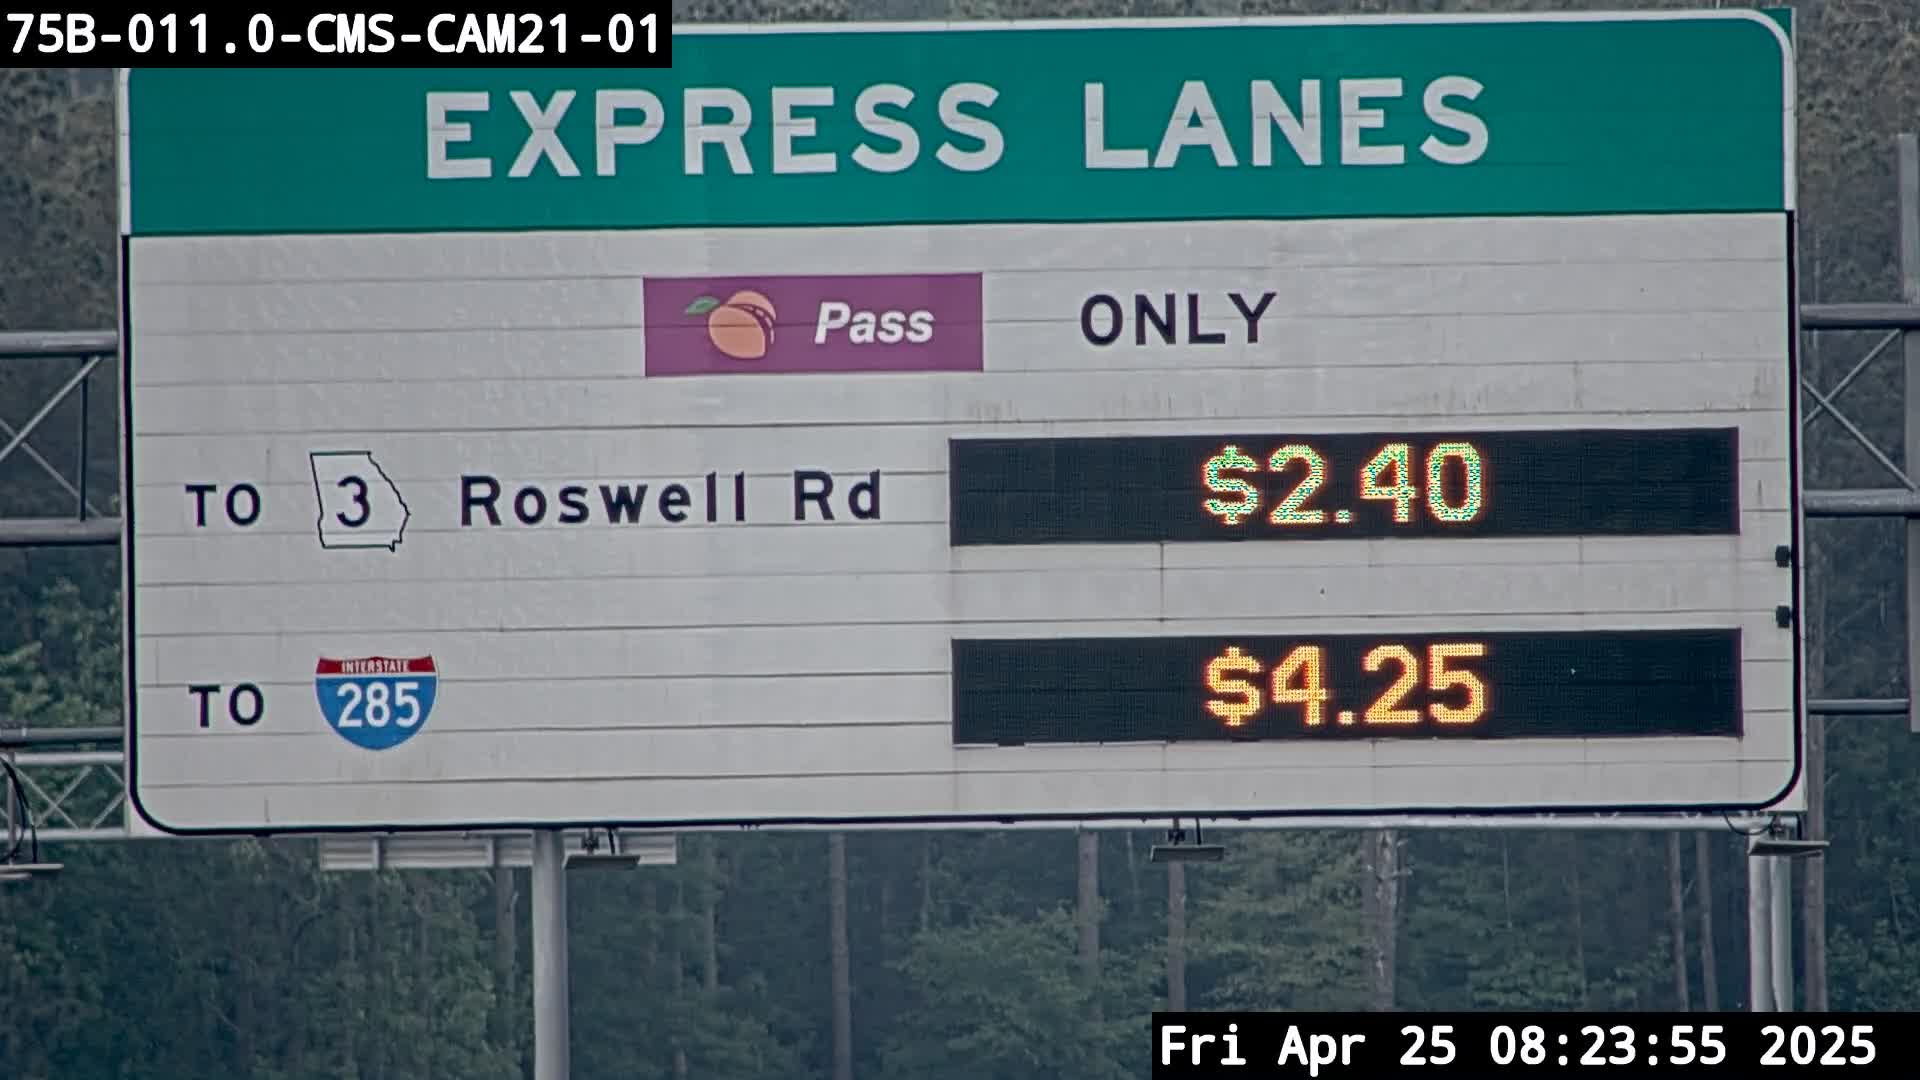 75B-011.0-CMS-CAM21-01
EXPRESS LANES
Pass ONLY
TO 3 Roswell Rd $2.40
TO INTERSTATE 285 $4.25
Fri Apr 25 08:23:55 2025